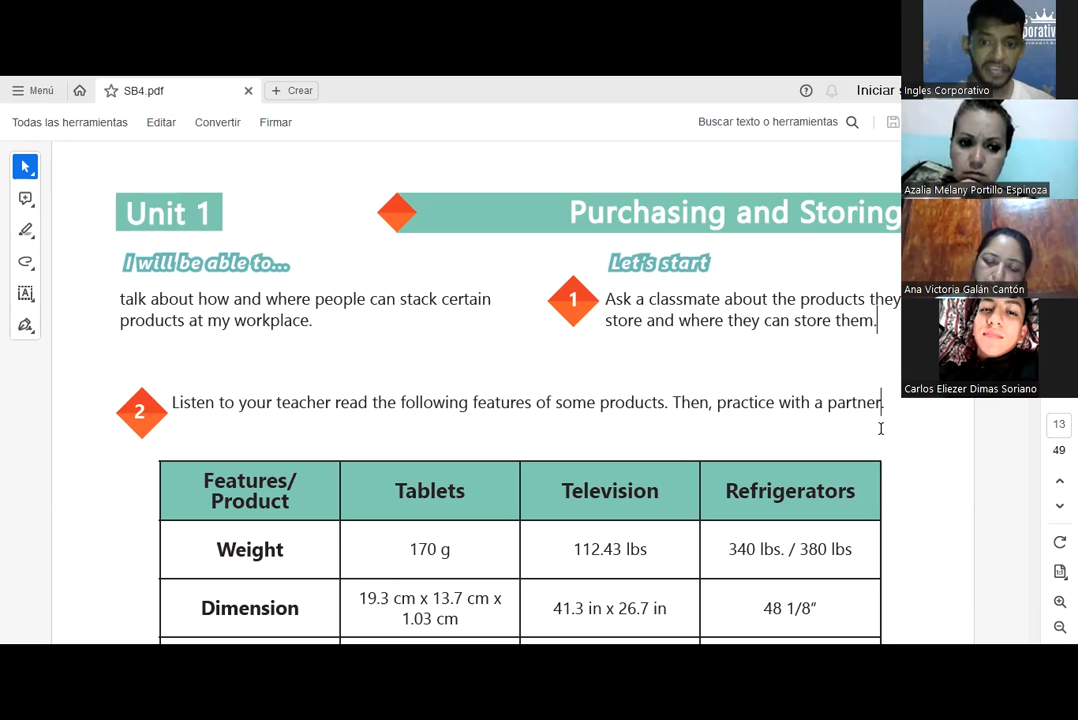 Menú
SB4.pdf
Crear
Iniciar s
Todas las herramientas
Editar
Convertir
Firmar
Buscar texto o herramientas
Unit 1
Purchasing and Storing
I will be able to...
talk about how and where people can stack certain
products at my workplace.
Let's start
1
Ask a classmate about the products they
store and where they can store them.
2
Listen to your teacher read the following features of some products. Then, practice with a partner.
Features/
Product
Tablets
Television
Refrigerators
Weight
170 g
112.43 lbs
340 lbs. / 380 lbs
Dimension
19.3 cm x 13.7 cm x
1.03 cm
41.3 in x 26.7 in
48 1/8"
13
49
Ingles Corporativo
Azalia Melany Portillo Espinoza
Ana Victoria Galán Cantón
Carlos Eliezer Dimas Soriano